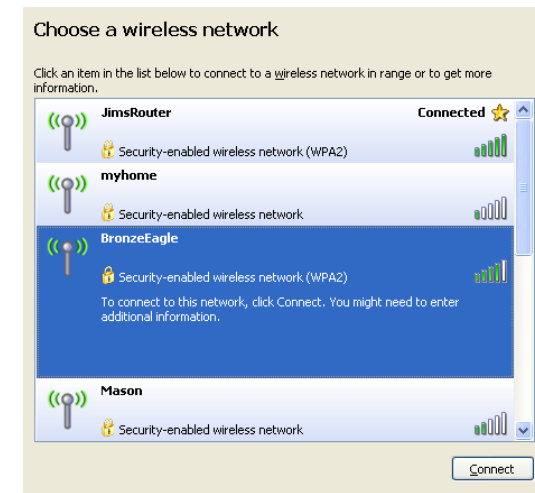 Choose a wireless network
Click an item in the list below to connect to a wireless network in range or to get more
information.
JimsRouter Connected
Security-enabled wireless network (WPA2)
myhome
Security-enabled wireless network
BronzeEagle
Security-enabled wireless network (WPA2)
To connect to this network, click Connect. You might need to enter
additional information.
Mason
Security-enabled wireless network
Connect